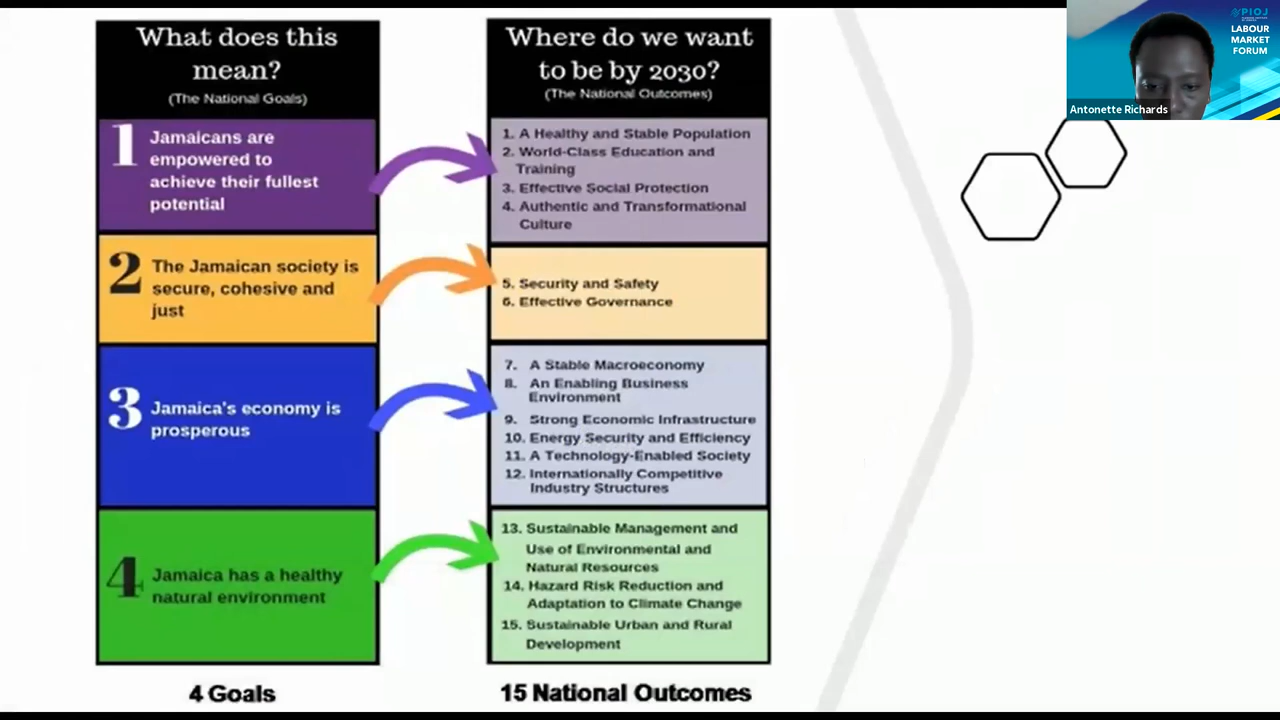 What does this
mean?
(The National Goals)
1 Jamaicans are
empowered to
achieve their fullest
potential
2 The Jamaican society is
secure, cohesive and
just
3 Jamaica's economy is
prosperous
4 Jamaica has a healthy
natural environment
4 Goals
Where do we want
to be by 2030?
(The National Outcomes)
1. A Healthy and Stable Population
2. World-Class Education and
Training
3. Effective Social Protection
4. Authentic and Transformational
Culture
5. Security and Safety
6. Effective Governance
7. A Stable Macroeconomy
8. An Enabling Business
Environment
9. Strong Economic Infrastructure
10. Energy Security and Efficiency
11. A Technology-Enabled Society
12. Internationally Competitive
Industry Structures
13. Sustainable Management and
Use of Environmental and
Natural Resources
14. Hazard Risk Reduction and
Adaptation to Climate Change
15. Sustainable Urban and Rural
Development
15 National Outcomes
PIOJ
LABOUR
MARKET
FORUM
Antonette Richards